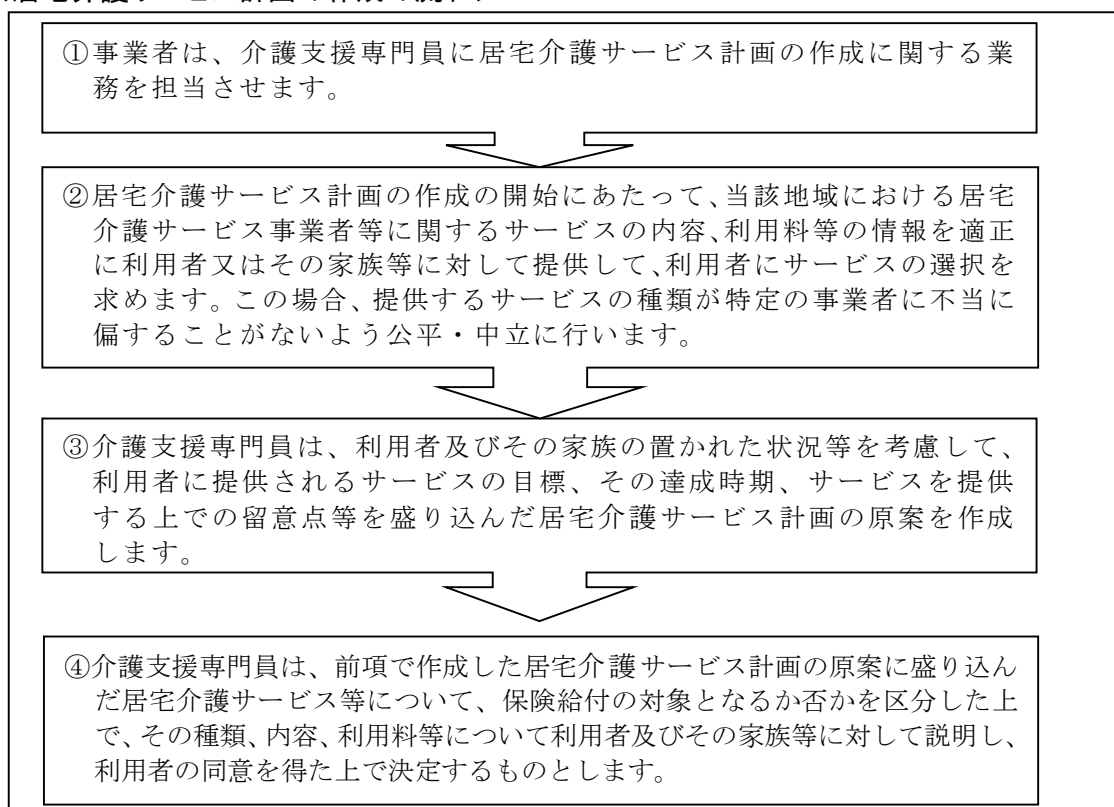 ①事業者は、介護支援専門員に居宅介護サービス計画の作成に関する業
務を担当させます。
②居宅介護サービス計画の作成の開始にあたって、当該地域における居宅
介護サービス事業者等に関するサービスの内容、利用料等の情報を適正
に利用者又はその家族等に対して提供して、利用者にサービスの選択を
求めます。この場合、提供するサービスの種類が特定の事業者に不当に
偏することがないよう公平・中立に行います。
③介護支援専門員は、利用者及びその家族の置かれた状況等を考慮して、
利用者に提供されるサービスの目標、その達成時期、サービスを提供
する上での留意点等を盛り込んだ居宅介護サービス計画の原案を作成
します。
④介護支援専門員は、前項で作成した居宅介護サービス計画の原案に盛り込ん
だ居宅介護サービス等について、保険給付の対象となるか否かを区分した上
で、その種類、内容、利用料等について利用者及びその家族等に対して説明し、
利用者の同意を得た上で決定するものとします。